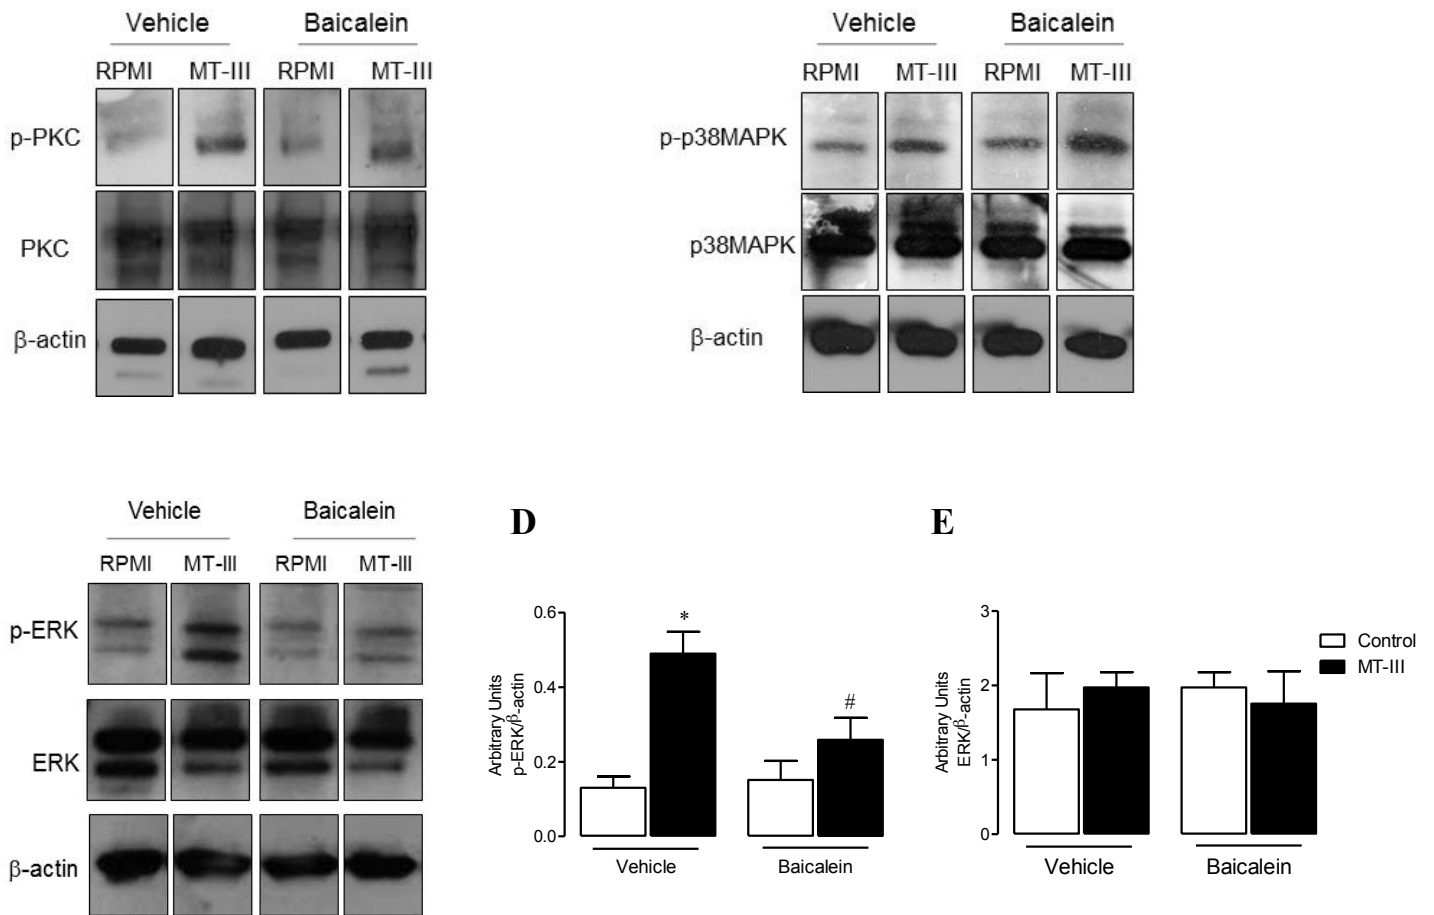 Vehicle Baicalein
RPMI MT-III RPMI MT-III
p-PKC
PKC
β-actin
Vehicle Baicalein
RPMI MT-III RPMI MT-III
p-p38MAPK
p38MAPK
β-actin
Vehicle Baicalein
RPMI MT-III RPMI MT-III
p-ERK
ERK
β-actin
D
Arbitrary Units
p-ERK/β-actin
0.6
0.4
0.2
0.0
*
#
Vehicle Baicalein
E
Arbitrary Units
ERK/β-actin
3
2
1
0
Vehicle Baicalein
Control
MT-III